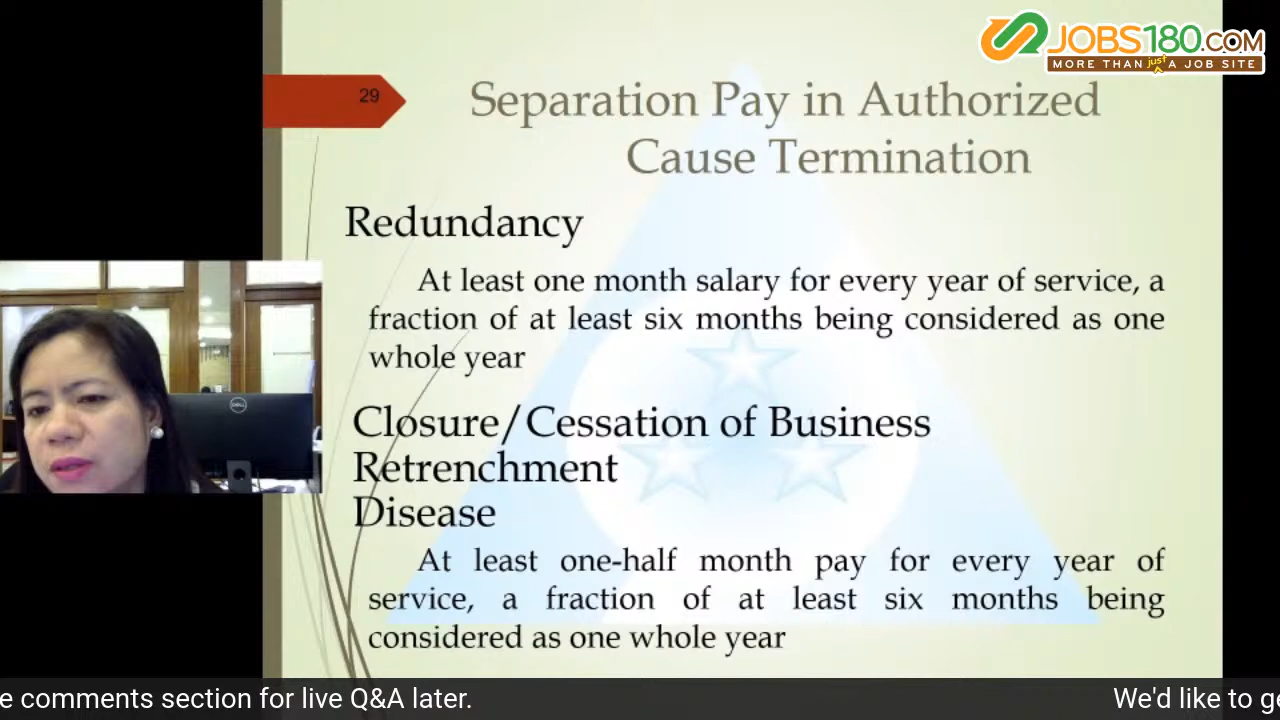 JOBS180.COM
MORE THAN just A JOB SITE
29
Separation Pay in Authorized
Cause Termination
Redundancy
At least one month salary for every year of service, a
fraction of at least six months being considered as one
whole year
Closure/Cessation of Business
Retrenchment
Disease
At least one-half month pay for every year of
service, a fraction of at least six months being
considered as one whole year
DELL
e comments section for live Q&A later.
We'd like to ge